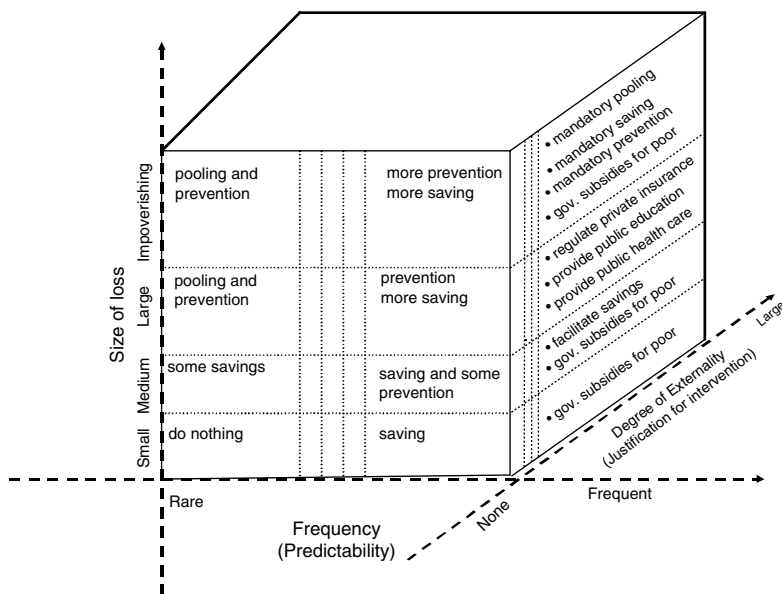 Size of loss
Impoverishing
Large
Medium
Small
pooling and
prevention
more prevention
more saving
pooling and
prevention
prevention
more saving
some savings
saving and some
prevention
do nothing
saving
• mandatory pooling
• mandatory saving
• mandatory prevention
• gov. subsidies for poor
• regulate private insurance
• provide public education
• provide public health care
• facilitate savings
• gov. subsidies for poor
• gov. subsidies for poor
Large
Degree of Externality
(Justification for intervention)
None
Rare
Frequent
Frequency
(Predictability)